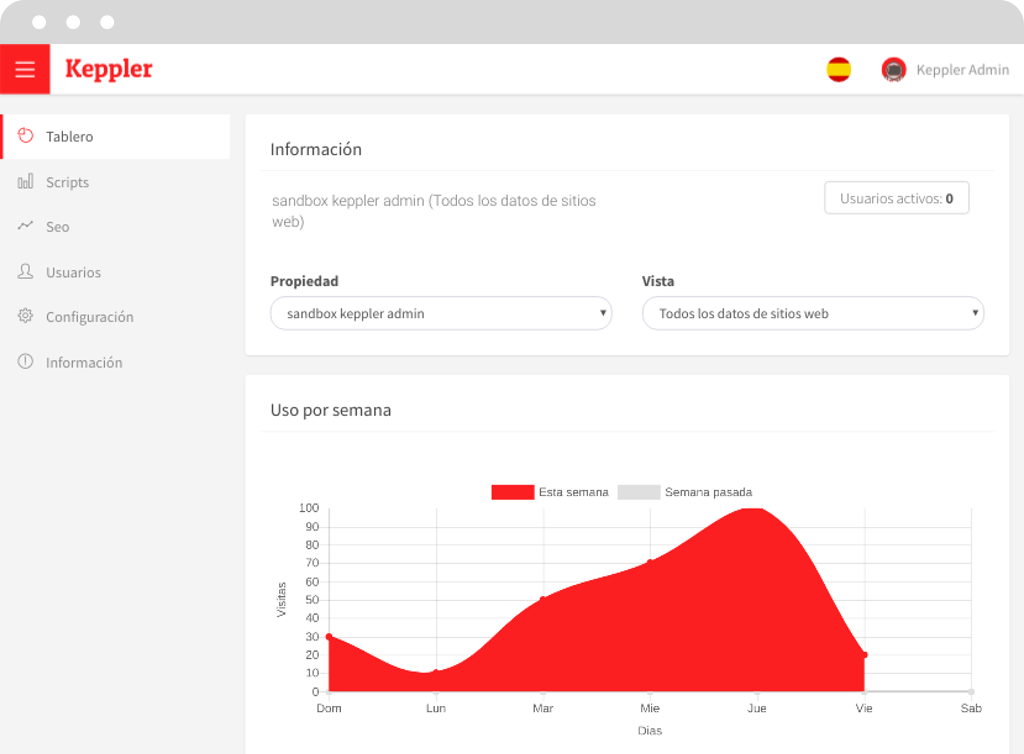 Keppler
Keppler Admin
Tablero
Scripts
Seo
Usuarios
Configuración
Información
Información
sandbox keppler admin (Todos los datos de sitios
web)
Usuarios activos: 0
Propiedad
Vista
sandbox keppler admin
Todos los datos de sitios web
Uso por semana
Esta semana
Semana pasada
100
90
80
70
60
50
40
30
20
10
0
Visitas
Dom
Lun
Mar
Mie
Jue
Vie
Sab
Dias